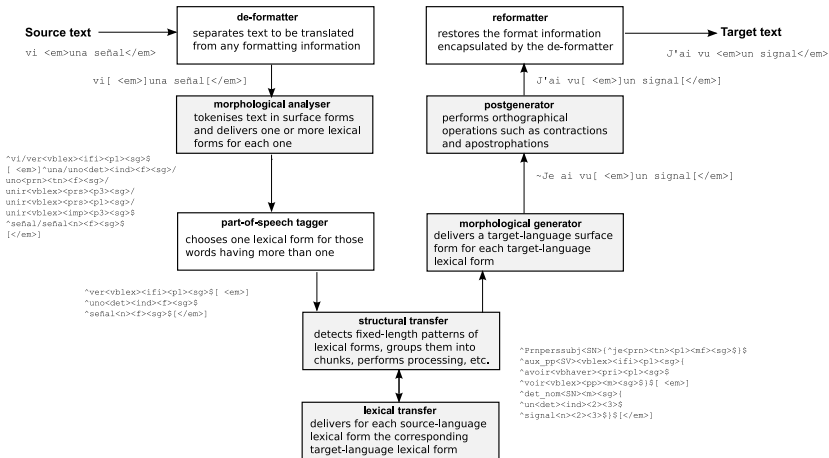 Source text
vi <em>una señal</em>
de-formatter
separates text to be translated
from any formatting information
reformatter
restores the format information
encapsulated by the de-formatter
Target text
J'ai vu <em>un signal</em>
vi[ <em>]una señal[</em>]
J'ai vu[ <em>]un signal[</em>]
morphological analyser
tokenises text in surface forms
and delivers one or more lexical
forms for each one
postgenerator
performs orthographical
operations such as contractions
and apostrophations
^vi/ver<vblex><ifi><p1><sg>$
[ <em>]^una/uno<det><ind><f><sg>/
uno<prn><tn><f><sg>/
unir<vblex><prs><p3><sg>/
unir<vblex><prs><p1><sg>/
unir<vblex><imp><p3><sg>$
^señal/señal<n><f><sg>$
[</em>]
~Je ai vu[ <em>]un signal[</em>]
part-of-speech tagger
chooses one lexical form for those
words having more than one
morphological generator
delivers a target-language surface
form for each target-language
lexical form
^ver<vblex><ifi><p1><sg>$[ <em>]
^uno<det><ind><f><sg>$
^señal<n><f><sg>$[</em>]
structural transfer
detects fixed-length patterns of
lexical forms, groups them into
chunks, performs processing, etc.
^Prnperssubj<SN>{^je<prn><tn><p1><mf><sg>$}$
^aux_pp<SV><vblex><ifi><p1><sg>{
^avoir<vbhaver><pri><p1><sg>$
^voir<vblex><pp><m><sg>$}$[ <em>]
^det_nom<SN><m><sg>{
^un<det><ind><2><3>$
^signal<n><2><3>$}$[</em>]
lexical transfer
delivers for each source-language
lexical form the corresponding
target-language lexical form